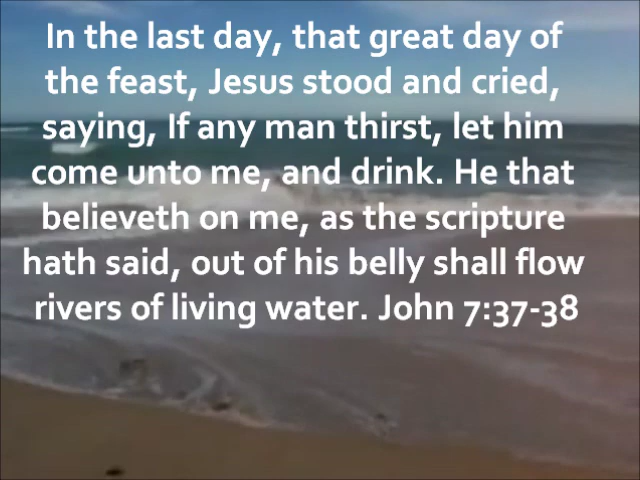 In the last day, that great day of
the feast, Jesus stood and cried,
saying, If any man thirst, let him
come unto me, and drink. He that
believeth on me, as the scripture
hath said, out of his belly shall flow
rivers of living water. John 7:37-38